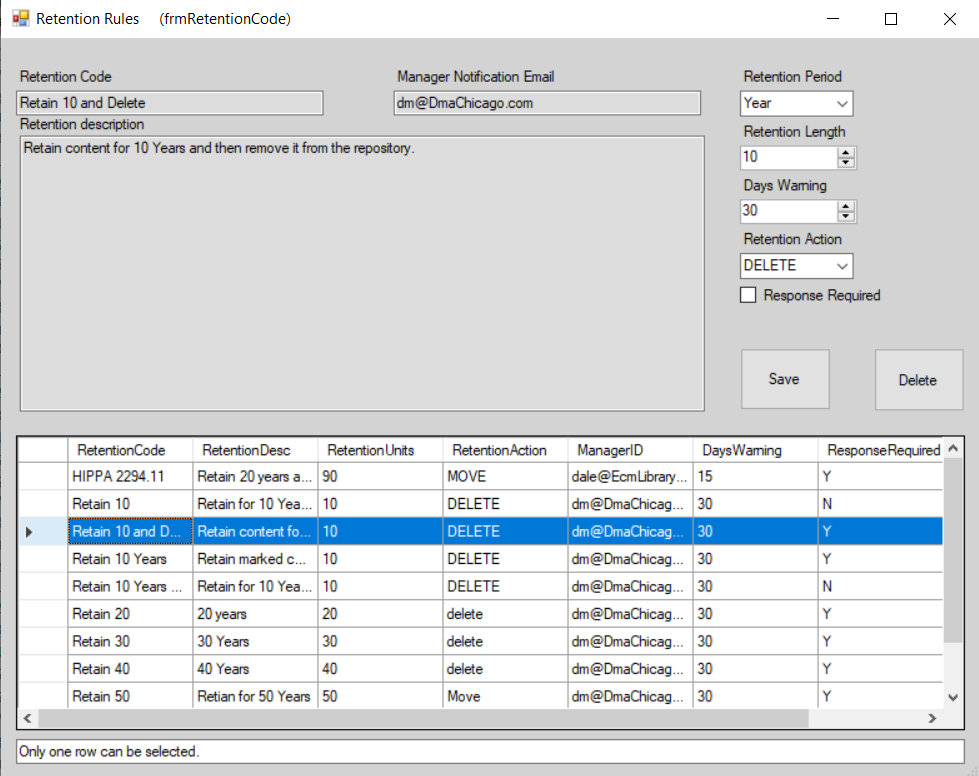 Retention Rules (frmRetentionCode)
Retention Code
Manager Notification Email
Retention Period
Retain 10 and Delete
dm@DmaChicago.com
Year
Retention description
Retention Length
Retain content for 10 Years and then remove it from the repository.
10
Days Warning
30
Retention Action
DELETE
Response Required
Save
Delete
RetentionCode RetentionDesc RetentionUnits RetentionAction ManagerID DaysWarning ResponseRequired
HIPPA 2294.11 Retain 20 years a... 90 MOVE dale@EcmLibrary... 15 Y
Retain 10 Retain for 10 Yea... 10 DELETE dm@DmaChicag... 30 N
Retain 10 and D... Retain content fo... 10 DELETE dm@DmaChicag... 30 Y
Retain 10 Years Retain marked c... 10 DELETE dm@DmaChicag... 30 Y
Retain 10 Years ... Retain for 10 Yea... 10 DELETE dm@DmaChicag... 30 N
Retain 20 20 years 20 delete dm@DmaChicag... 30 Y
Retain 30 30 Years 30 delete dm@DmaChicag... 30 Y
Retain 40 40 Years 40 delete dm@DmaChicag... 30 Y
Retain 50 Retian for 50 Years 50 Move dm@DmaChicag... 30 Y
Only one row can be selected.